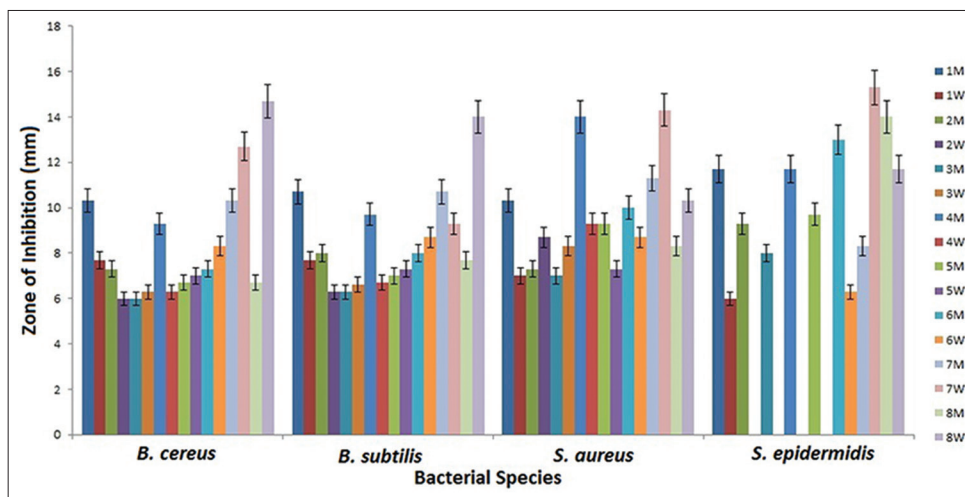 Zone of Inhibition (mm)
18
16
14
12
10
8
6
4
2
0
B. cereus
B. subtilis
S. aureus
S. epidermidis
Bacterial Species
1M
1W
2M
2W
3M
3W
4M
4W
5M
5W
6M
6W
7M
7W
8M
8W